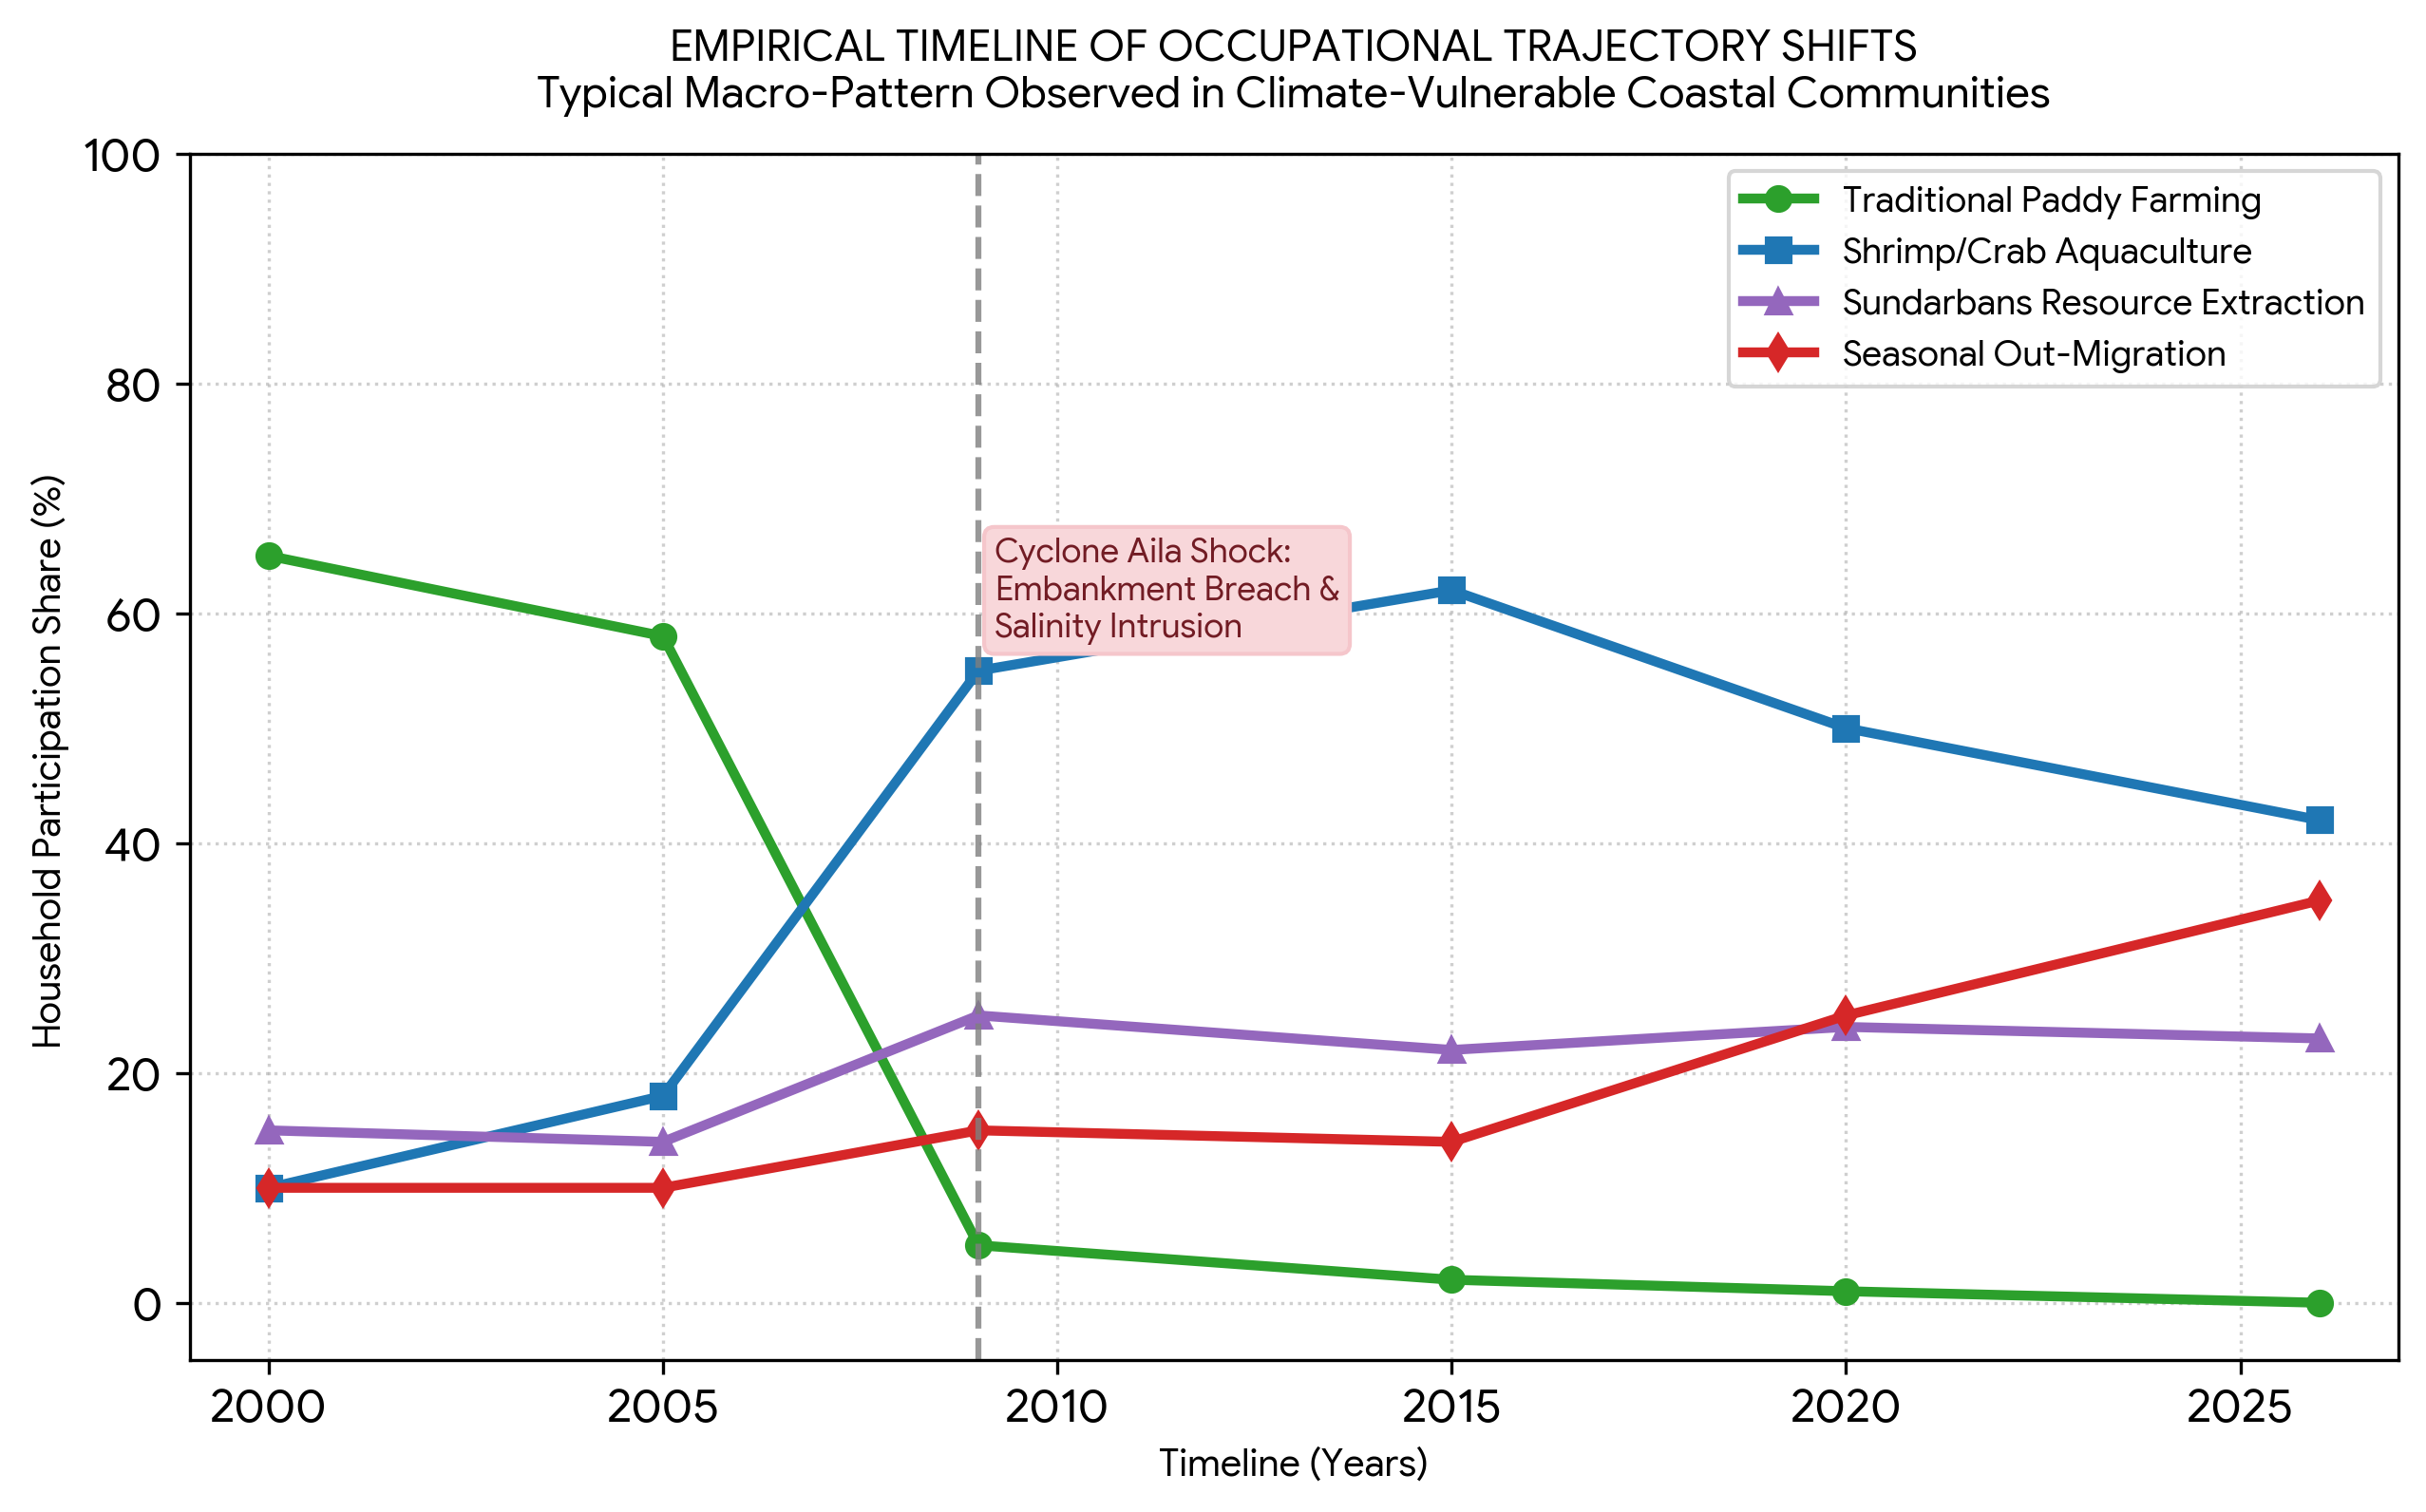 EMPIRICAL TIMELINE OF OCCUPATIONAL TRAJECTORY SHIFTS
Typical Macro-Pattern Observed in Climate-Vulnerable Coastal Communities
Household Participation Share (%)
100
80
60
40
20
0
Traditional Paddy Farming
Shrimp/Crab Aquaculture
Sundarbans Resource Extraction
Seasonal Out-Migration
Cyclone Aila Shock:
Embankment Breach &
Salinity Intrusion
2000 2005 2010 2015 2020 2025
Timeline (Years)